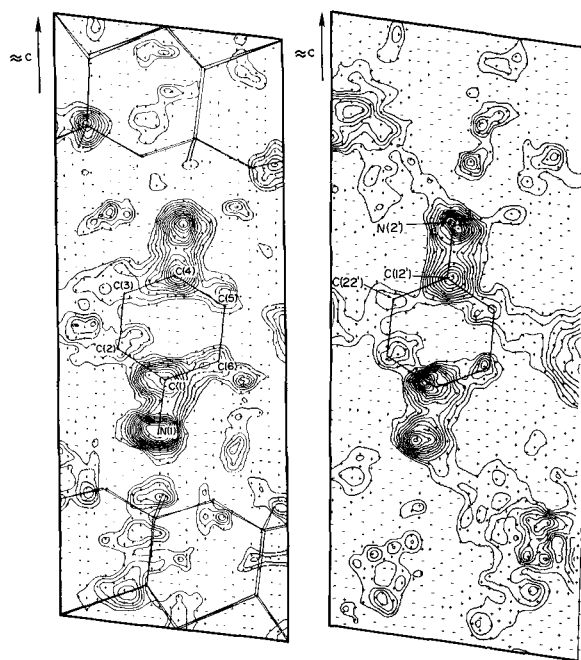 ≈ c
C(3)
C(4)
C(5)
C(2)
C(6)
C(1)
N(1)
≈ c
N(2')
C(22')
C(12')